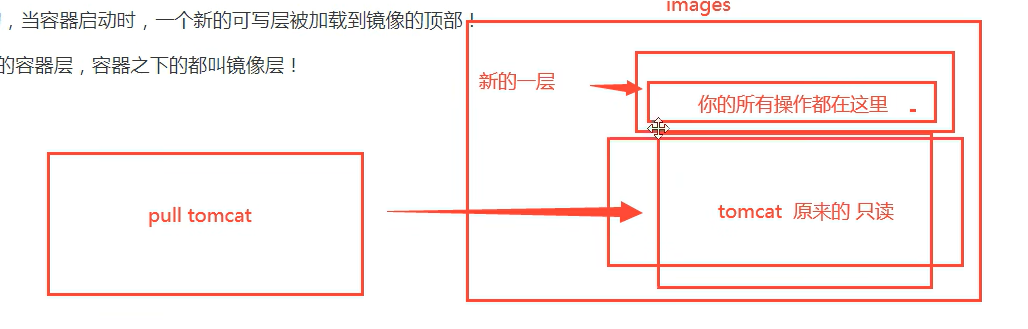 images
，当容器启动时，一个新的可写层被加载到镜像的顶部！
的容器层，容器之下的都叫镜像层！
新的一层
你的所有操作都在这里
pull tomcat
tomcat 原来的 只读